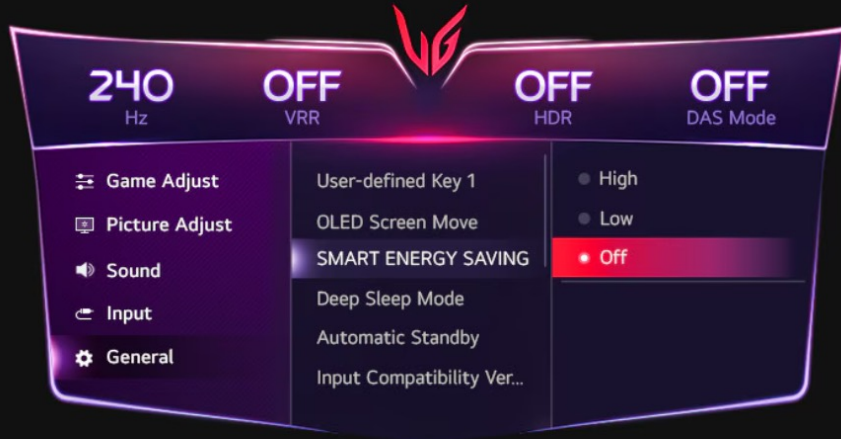 240
Hz
OFF
VRR
OFF
HDR
OFF
DAS Mode
Game Adjust
Picture Adjust
Sound
Input
General
User-defined Key 1
OLED Screen Move
SMART ENERGY SAVING
Deep Sleep Mode
Automatic Standby
Input Compatibility Ver...
High
Low
Off